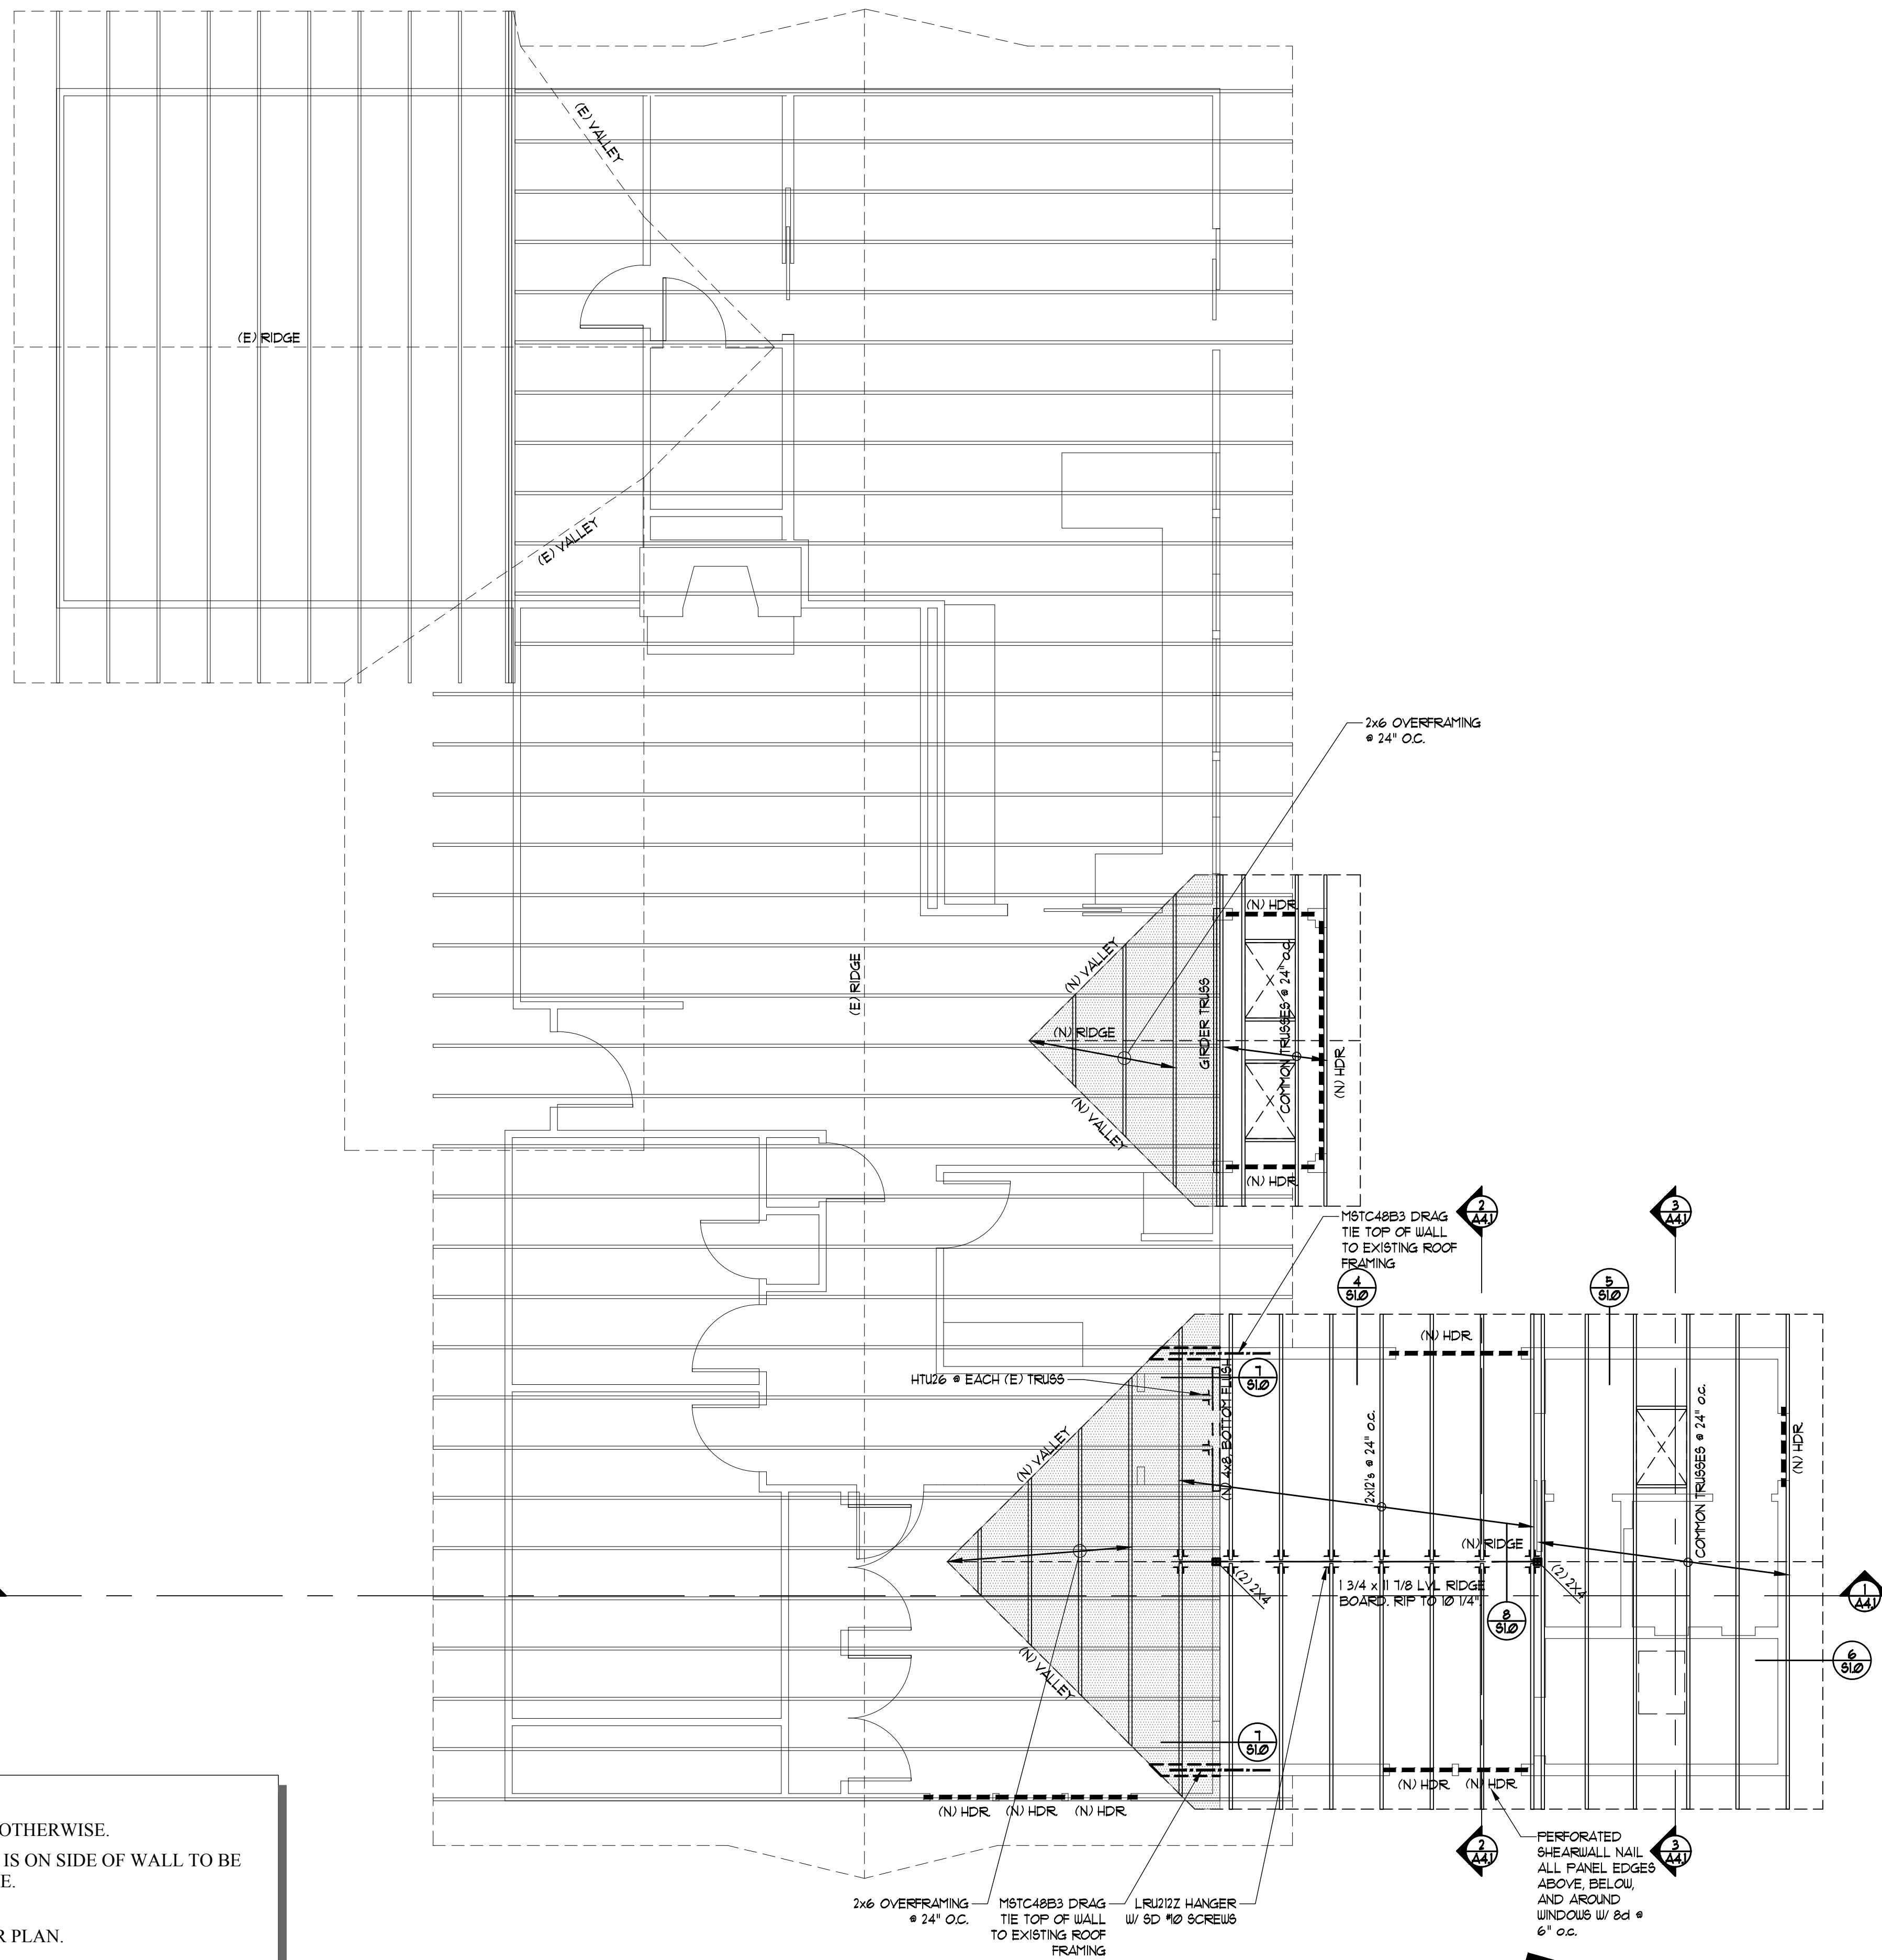 (E) VALLEY
(E) RIDGE
(E) VALLEY
2x6 OVERFRAMING
@ 24" O.C.
(N) HDR
(N) VALLEY
(E) RIDGE
(N) RIDGE
GIRDER TRUSS
COMMON TRUSSES @ 24" O.C.
(N) HDR
(N) VALLEY
(N) HDR
MSTC48B3 DRAG
TIE TOP OF WALL
TO EXISTING ROOF
FRAMING
2
A4.1
3
A4.1
4
S1.0
5
S1.0
(N) HDR
7
S1.0
HTU26 @ EACH (E) TRUSS
(N) 4x8, BOTTOM FLUSH
2x12's @ 24" O.C.
COMMON TRUSSES @ 24" O.C.
(N) HDR
(N) VALLEY
(N) RIDGE
(2) 2X4
1 3/4 x 11 7/8 LVL RIDGE
BOARD. RIP TO 10 1/4".
(2) 2X4
8
S1.0
1
A4.1
6
S1.0
(N) VALLEY
7
S1.0
(N) HDR
(N) HDR
(N) HDR
(N) HDR
(N) HDR
2
A4.1
3
A4.1
PERFORATED
SHEARWALL NAIL
ALL PANEL EDGES
ABOVE, BELOW,
AND AROUND
WINDOWS W/ 8d @
6" o.c.
2x6 OVERFRAMING
@ 24" O.C.
MSTC48B3 DRAG
TIE TOP OF WALL
TO EXISTING ROOF
FRAMING
LRU212Z HANGER
W/ SD #10 SCREWS
OTHERWISE.
IS ON SIDE OF WALL TO BE
E.
R PLAN.